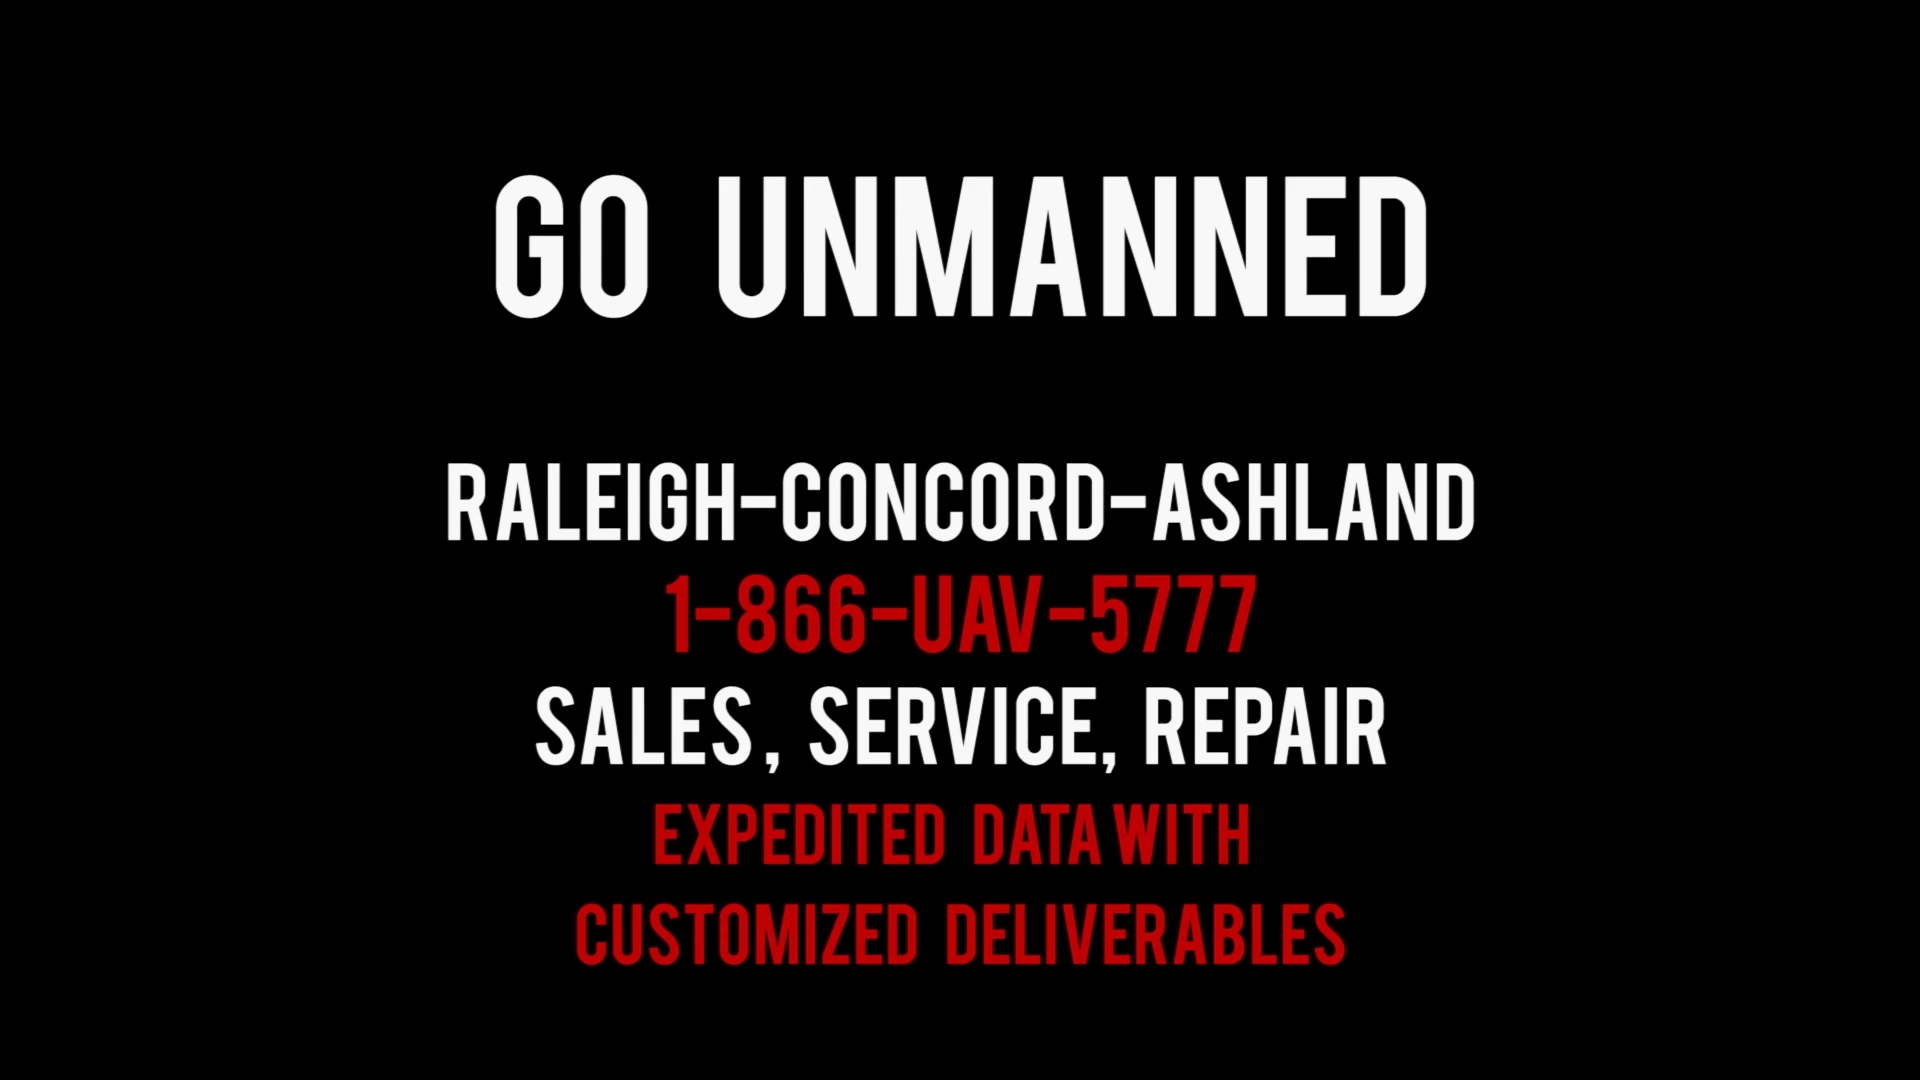 GO UNMANNED
RALEIGH-CONCORD-ASHLAND
1-866-UAV-5777
SALES, SERVICE, REPAIR
EXPEDITED DATA WITH
CUSTOMIZED DELIVERABLES